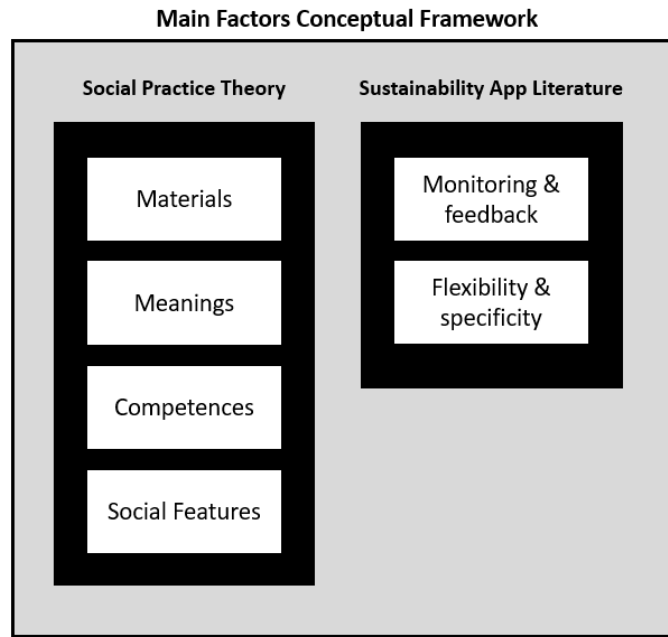 Main Factors Conceptual Framework
Social Practice Theory
Materials
Meanings
Competences
Social Features
Sustainability App Literature
Monitoring &
feedback
Flexibility &
specificity